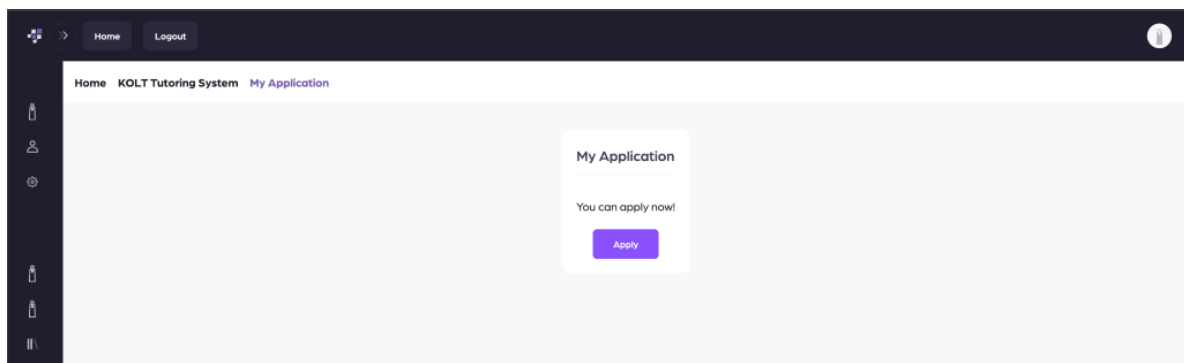 Home Logout
Home KOLT Tutoring System My Application
My Application
You can apply now!
Apply